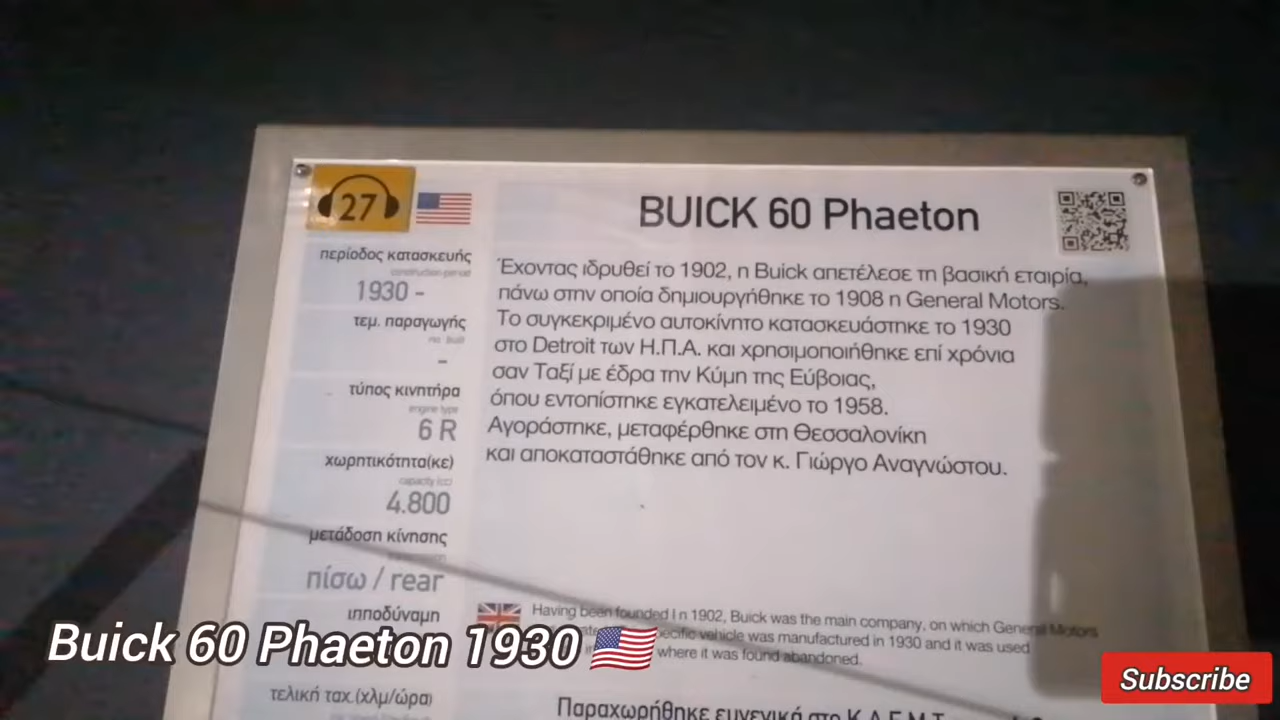 27
BUICK 60 Phaeton
περίοδος κατασκευής
construction period
1930 -
τεμ. παραγωγής
no built
-
τύπος κινητήρα
engine type
6 R
χωρητικότητα(κε)
capacity (cc)
4.800
μετάδοση κίνησης
πίσω / rear
ιπποδύναμη
τελική ταχ.(χλμ/ώρα)
Έχοντας ιδρυθεί το 1902, η Buick απετέλεσε τη βασική εταιρία,
πάνω στην οποία δημιουργήθηκε το 1908 η General Motors.
Το συγκεκριμένο αυτοκίνητο κατασκευάστηκε το 1930
στο Detroit των Η.Π.Α. και χρησιμοποιήθηκε επί χρόνια
σαν Ταξί με έδρα την Κύμη της Εύβοιας,
όπου εντοπίστηκε εγκατελειμένο το 1958.
Αγοράστηκε, μεταφέρθηκε στη Θεσσαλονίκη
και αποκαταστάθηκε από τον κ. Γιώργο Αναγνώστου.
Having been founded I n 1902, Buick was the main company, on which General Motors
vehicle was manufactured in 1930 and it was used
where it was found abandoned.
Παραχωρήθηκε ευγενικά στο
Buick 60 Phaeton 1930
Subscribe